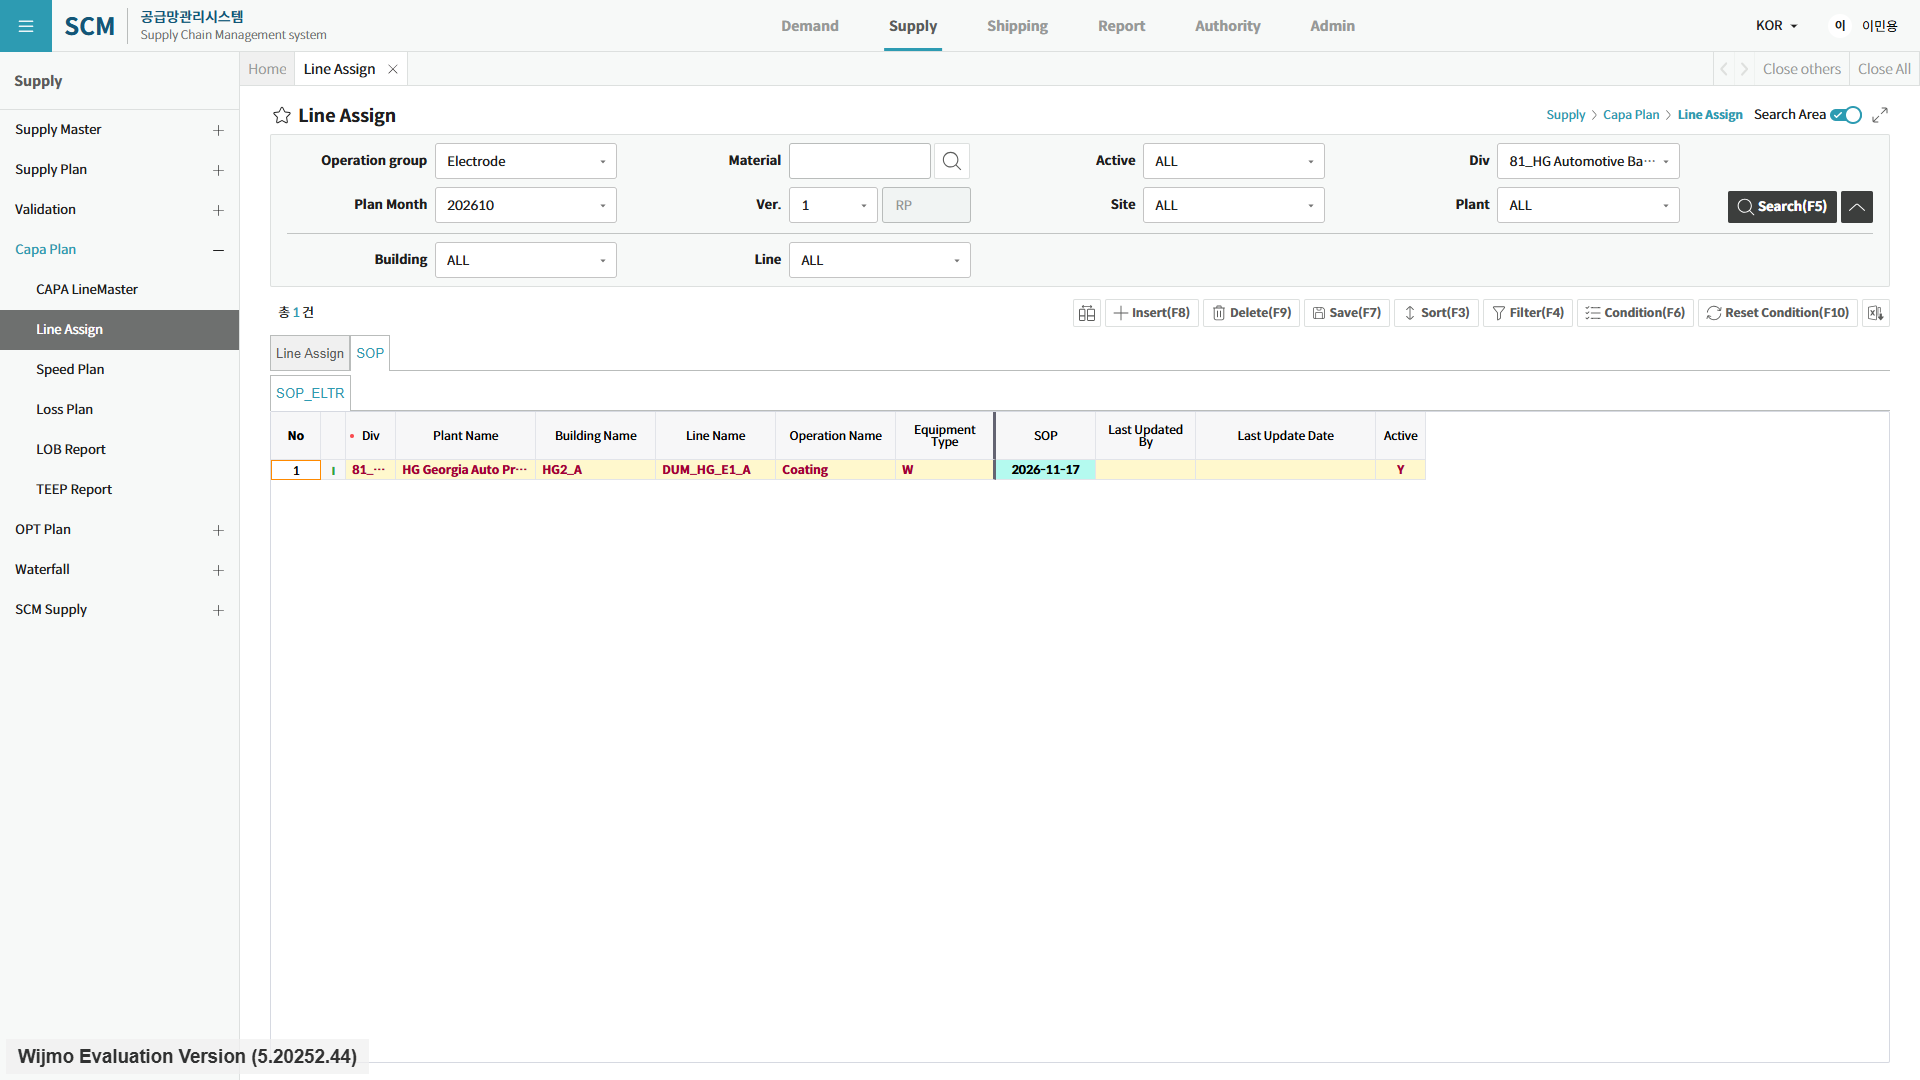 SCM
공급망관리시스템
Supply Chain Management system
Demand
Supply
Shipping
Report
Authority
Admin
KOR
이
이민용
Supply
Home
Line Assign
Close others
Close All
Supply Master
Supply Plan
Validation
Capa Plan
CAPA LineMaster
Line Assign
Speed Plan
Loss Plan
LOB Report
TEEP Report
OPT Plan
Waterfall
SCM Supply
Line Assign
Supply > Capa Plan > Line Assign
Search Area
Operation group
Electrode
Material
Active
ALL
Div
81_HG Automotive Ba···
Plan Month
202610
Ver.
1
RP
Site
ALL
Plant
ALL
Search(F5)
Building
ALL
Line
ALL
총 1 건
Insert(F8)
Delete(F9)
Save(F7)
Sort(F3)
Filter(F4)
Condition(F6)
Reset Condition(F10)
Line Assign
SOP
SOP_ELTR
No
Div
Plant Name
Building Name
Line Name
Operation Name
Equipment
Type
SOP
Last Updated
By
Last Update Date
Active
1
I
81_···
HG Georgia Auto Pr···
HG2_A
DUM_HG_E1_A
Coating
W
2026-11-17
Y
Wijmo Evaluation Version (5.20252.44)